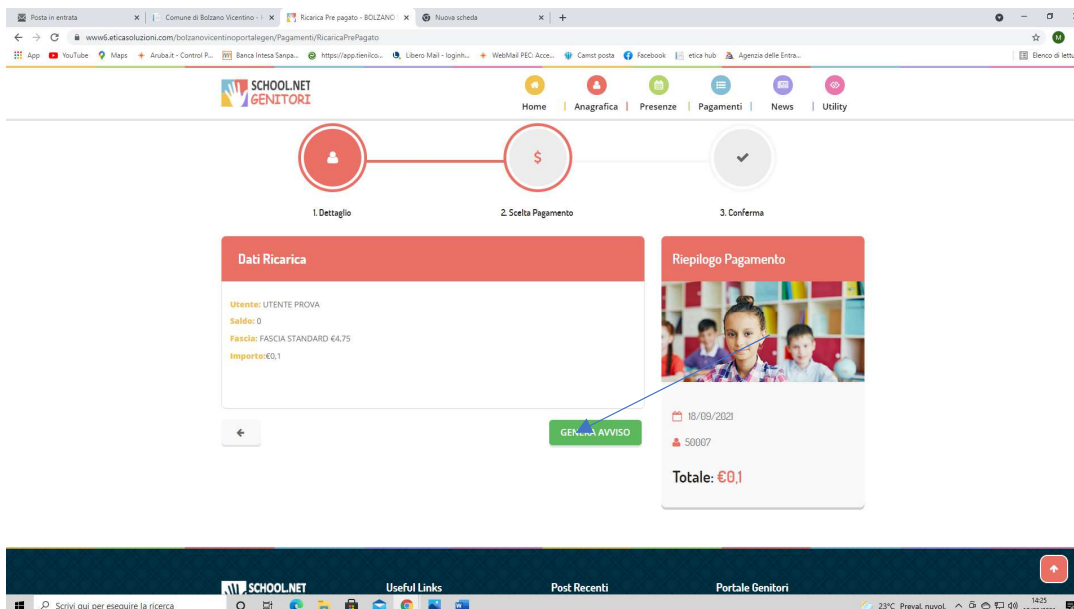 Posta in entrata
Comune di Bolzano Vicentino -
Ricarica Pre pagato - BOLZANO
Nuova scheda
www6.eticasoluzioni.com/bolzanovicentinoportalegen/Pagamenti/RicaricaPrePagato
App YouTube Maps Aruba.it - Control P... Banca Intesa Sanpa... https://app.tienilco... Libero Mail - loginh... WebMail PEC: Acce... Camst posta Facebook etica hub Agenzia delle Entra... Elenco di lettu
SCHOOL.NET
GENITORI
Home | Anagrafica | Presenze | Pagamenti | News | Utility
1. Dettaglio
2. Scelta Pagamento
3. Conferma
Dati Ricarica
Utente: UTENTE PROVA
Saldo: 0
Fascia: FASCIA STANDARD €4,75
Importo:€0,1
GENERA AVVISO
Riepilogo Pagamento
18/09/2021
50007
Totale: €0,1
SCHOOL.NET
Useful Links
Post Recenti
Portale Genitori
Scrivi qui per eseguire la ricerca
23°C Preval. nuvol.
14:25